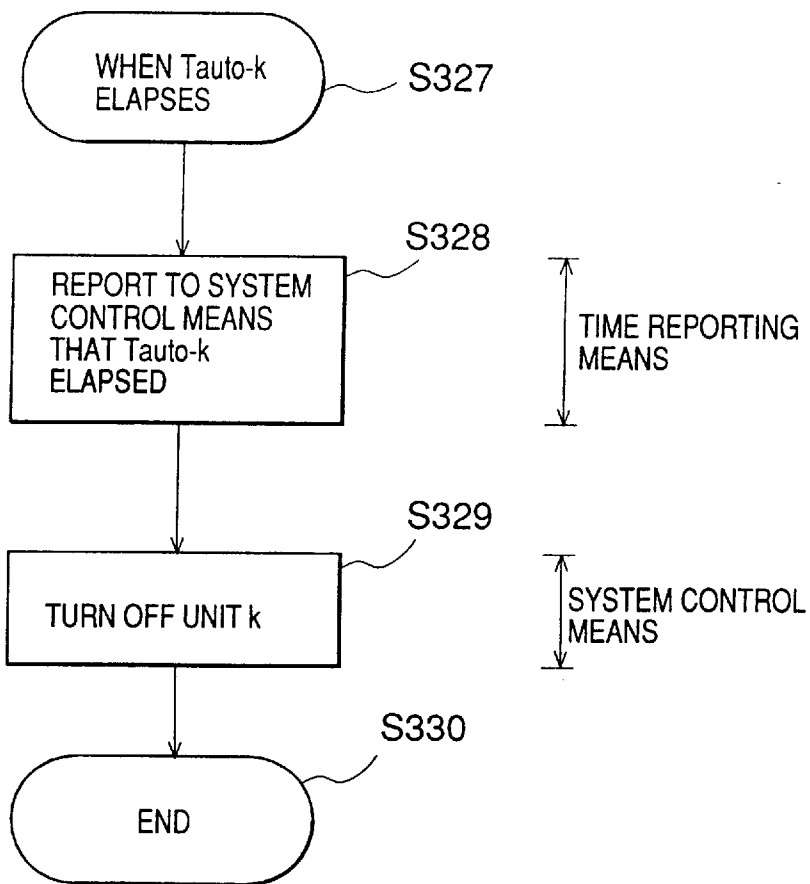 WHEN Tauto-k
ELAPSES
S327
S328
REPORT TO SYSTEM
CONTROL MEANS
THAT Tauto-k
ELAPSED
TIME REPORTING
MEANS
S329
TURN OFF UNIT k
SYSTEM CONTROL
MEANS
S330
END